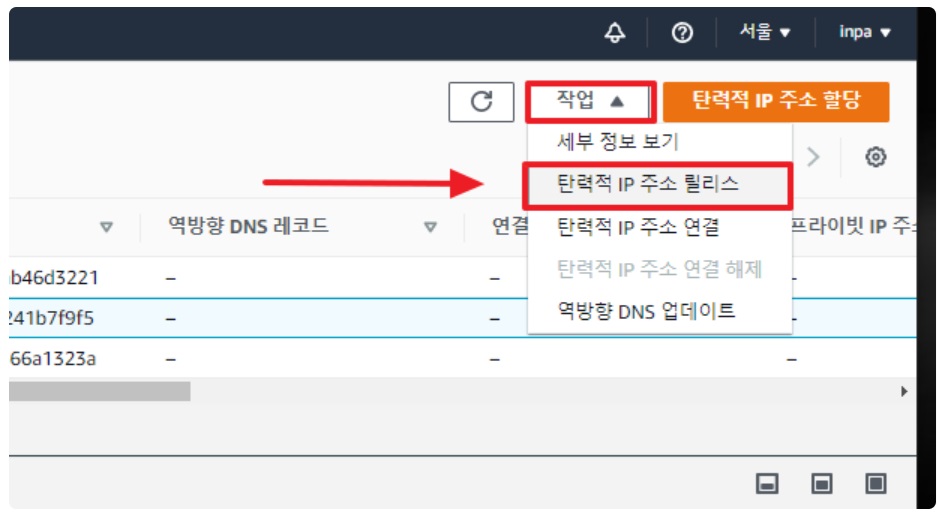 서울 ▼ inpa ▼
작업 ▲ 탄력적 IP 주소 할당
세부 정보 보기
탄력적 IP 주소 릴리스
역방향 DNS 레코드 연결 탄력적 IP 주소 연결 프라이빗 IP 주
b46d3221 – –
탄력적 IP 주소 연결 해제
241b7f9f5 – –
역방향 DNS 업데이트
66a1323a – – –